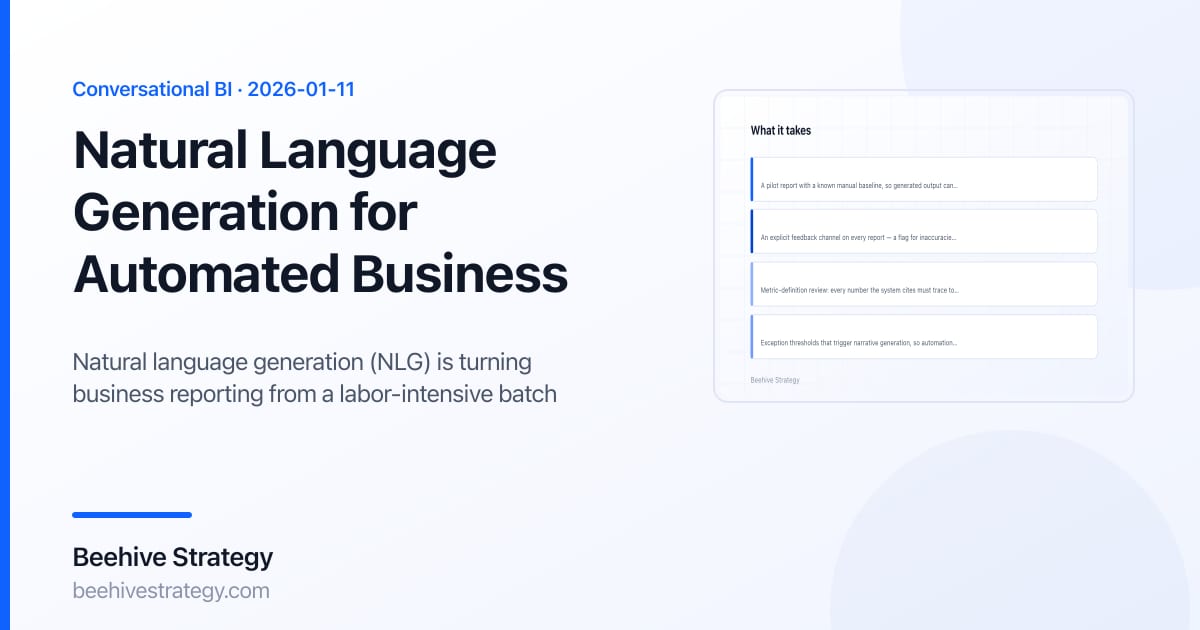 Conversational BI · 2026-01-11
Natural Language
Generation for
Automated Business
Natural language generation (NLG) is turning
business reporting from a labor-intensive batch
Beehive Strategy
beehivestrategy.com
What it takes
A pilot report with a known manual baseline, so generated output can...
An explicit feedback channel on every report — a flag for inaccuracie...
Metric-definition review: every number the system cites must trace to...
Exception thresholds that trigger narrative generation, so automation...
Beehive Strategy